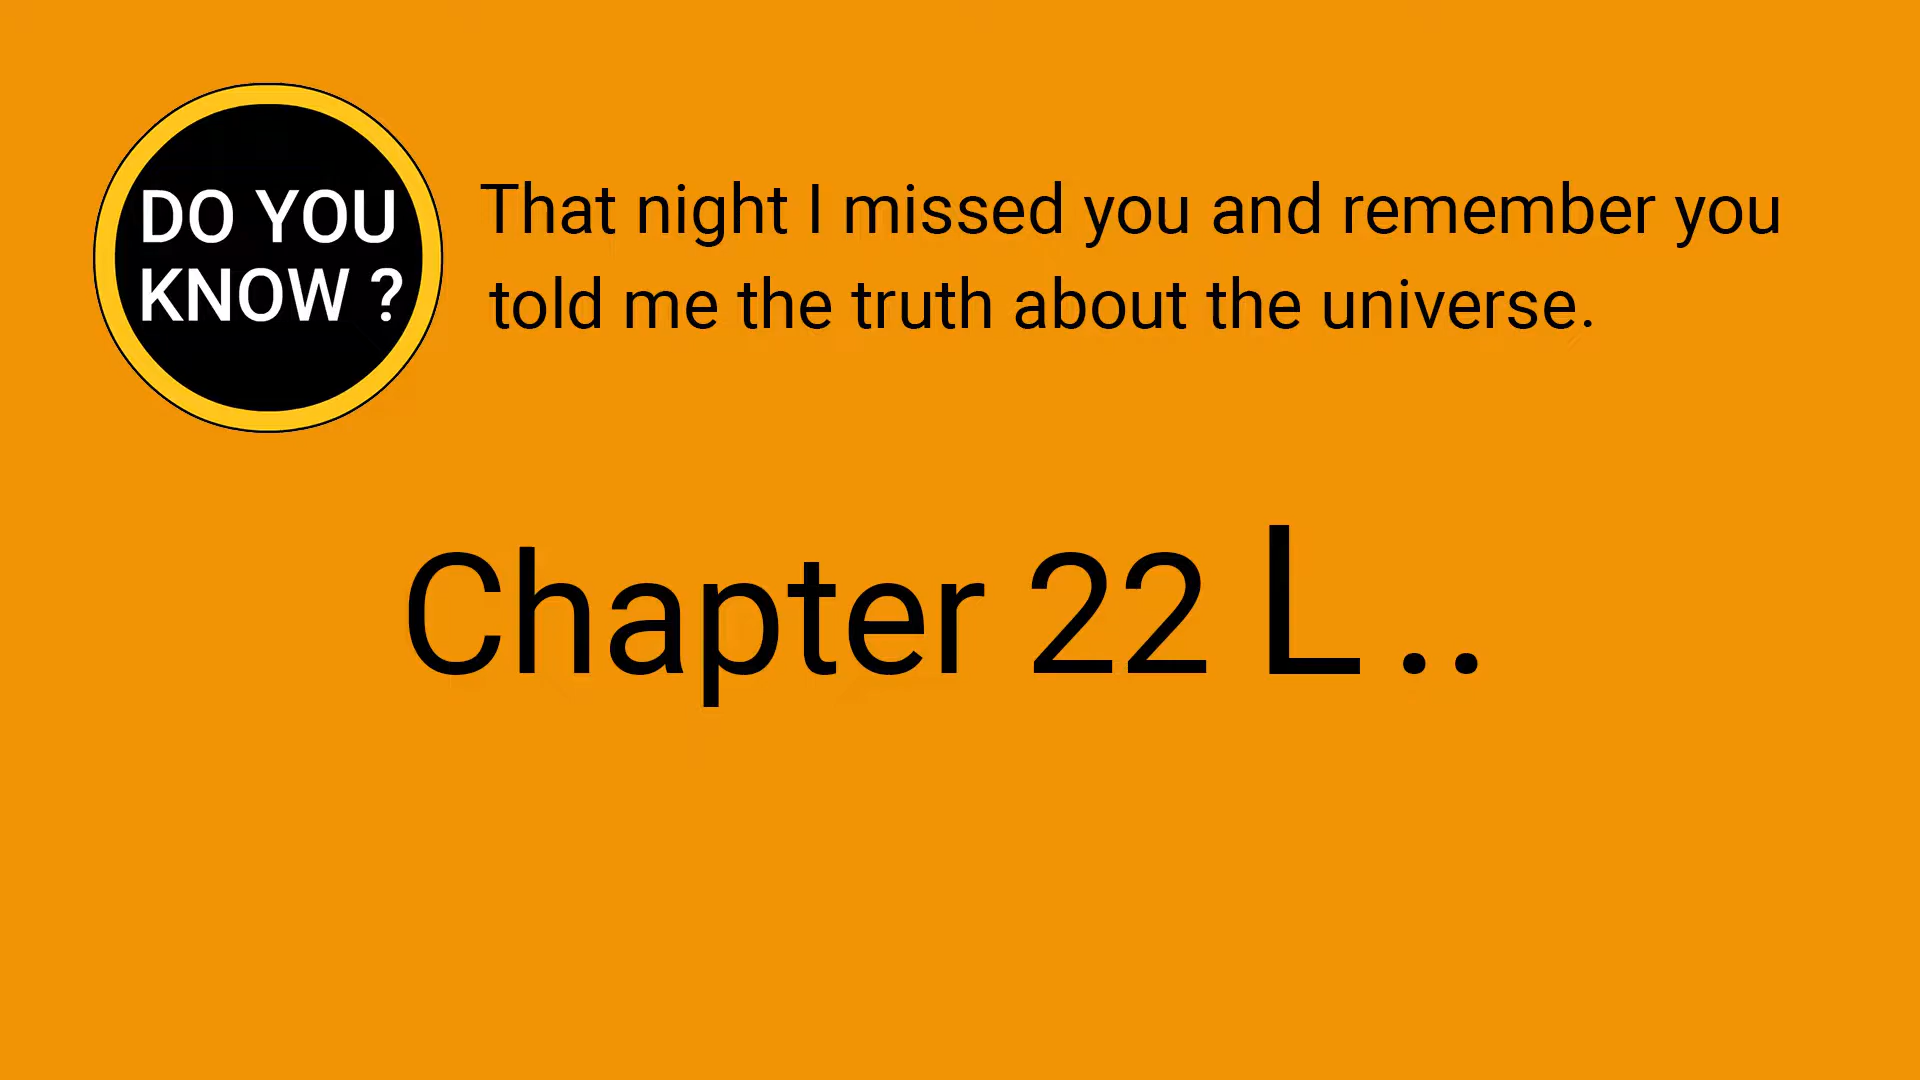 DO YOU
KNOW ?
That night I missed you and remember you
told me the truth about the universe.
Chapter 22 L ..